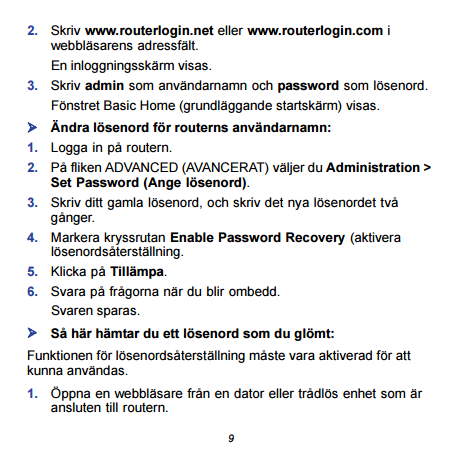 2. Skriv www.routerlogin.net eller www.routerlogin.com i
webbläsarens adressfält.
En inloggningsskärm visas.
3. Skriv admin som användarnamn och password som lösenord.
Fönstret Basic Home (grundläggande startskärm) visas.
➤ Ändra lösenord för routerns användarnamn:
1. Logga in på routern.
2. På fliken ADVANCED (AVANCERAT) väljer du Administration >
Set Password (Ange lösenord).
3. Skriv ditt gamla lösenord, och skriv det nya lösenordet två
gånger.
4. Markera kryssrutan Enable Password Recovery (aktivera
lösenordsåterställning.
5. Klicka på Tillämpa.
6. Svara på frågorna när du blir ombedd.
Svaren sparas.
➤ Så här hämtar du ett lösenord som du glömt:
Funktionen för lösenordsåterställning måste vara aktiverad för att
kunna användas.
1. Öppna en webbläsare från en dator eller trådlös enhet som är
ansluten till routern.
9